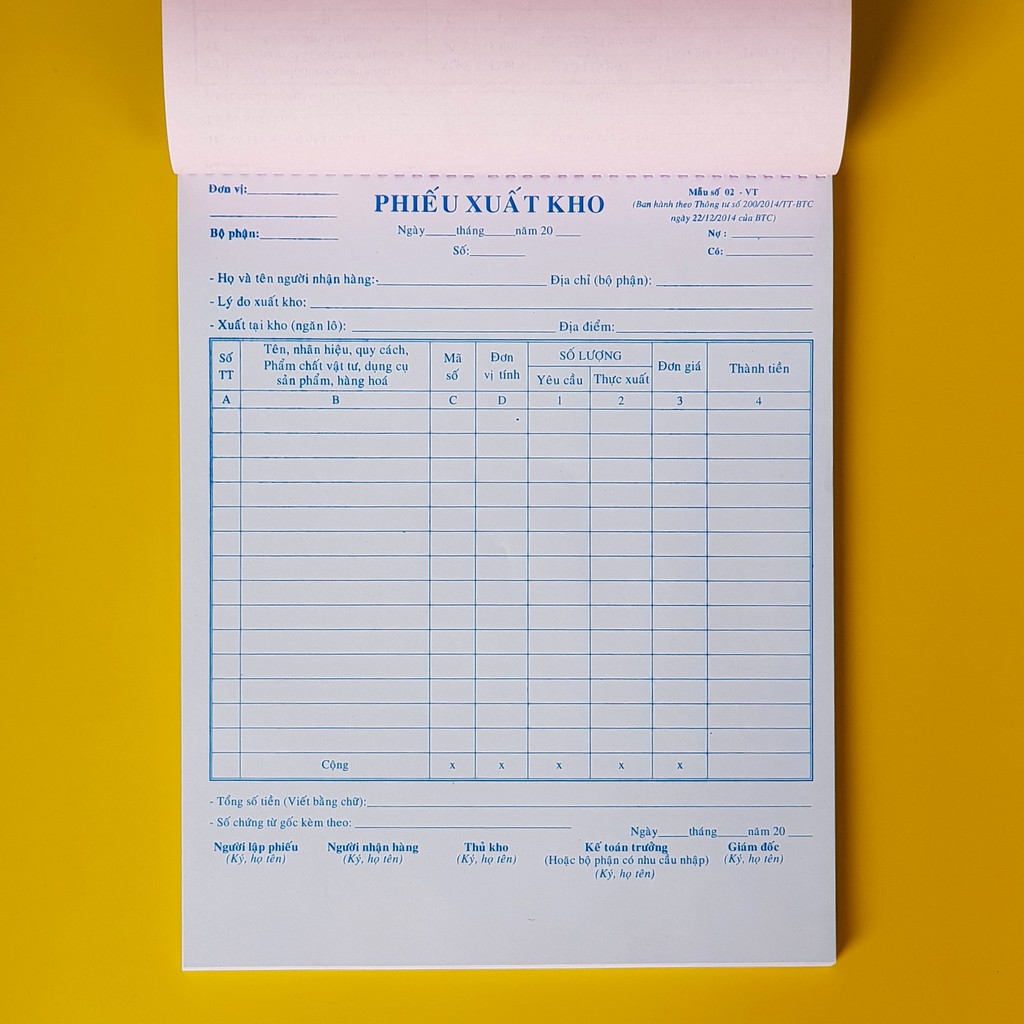 Đơn vị:
PHIẾU XUẤT KHO
Mẫu số 02 - VT
(Ban hành theo Thông tư số 200/2014/TT-BTC
ngày 22/12/2014 của BTC)
Bộ phận:
Ngày tháng năm 20
Nợ :
Số:
Có:
- Họ và tên người nhận hàng: Địa chỉ (bộ phận):
- Lý do xuất kho:
- Xuất tại kho (ngăn lô): Địa điểm:
Số TT
Tên, nhãn hiệu, quy cách,
Phẩm chất vật tư, dụng cụ
sản phẩm, hàng hoá
Mã số
Đơn vị tính
SỐ LƯỢNG
Yêu cầu Thực xuất
Đơn giá
Thành tiền
A B C D 1 2 3 4
Cộng x x x x x
- Tổng số tiền (Viết bằng chữ):
- Số chứng từ gốc kèm theo:
Ngày tháng năm 20
Người lập phiếu Người nhận hàng Thủ kho Kế toán trưởng Giám đốc
(Ký, họ tên) (Ký, họ tên) (Ký, họ tên) (Hoặc bộ phận có nhu cầu nhập) (Ký, họ tên)
(Ký, họ tên)